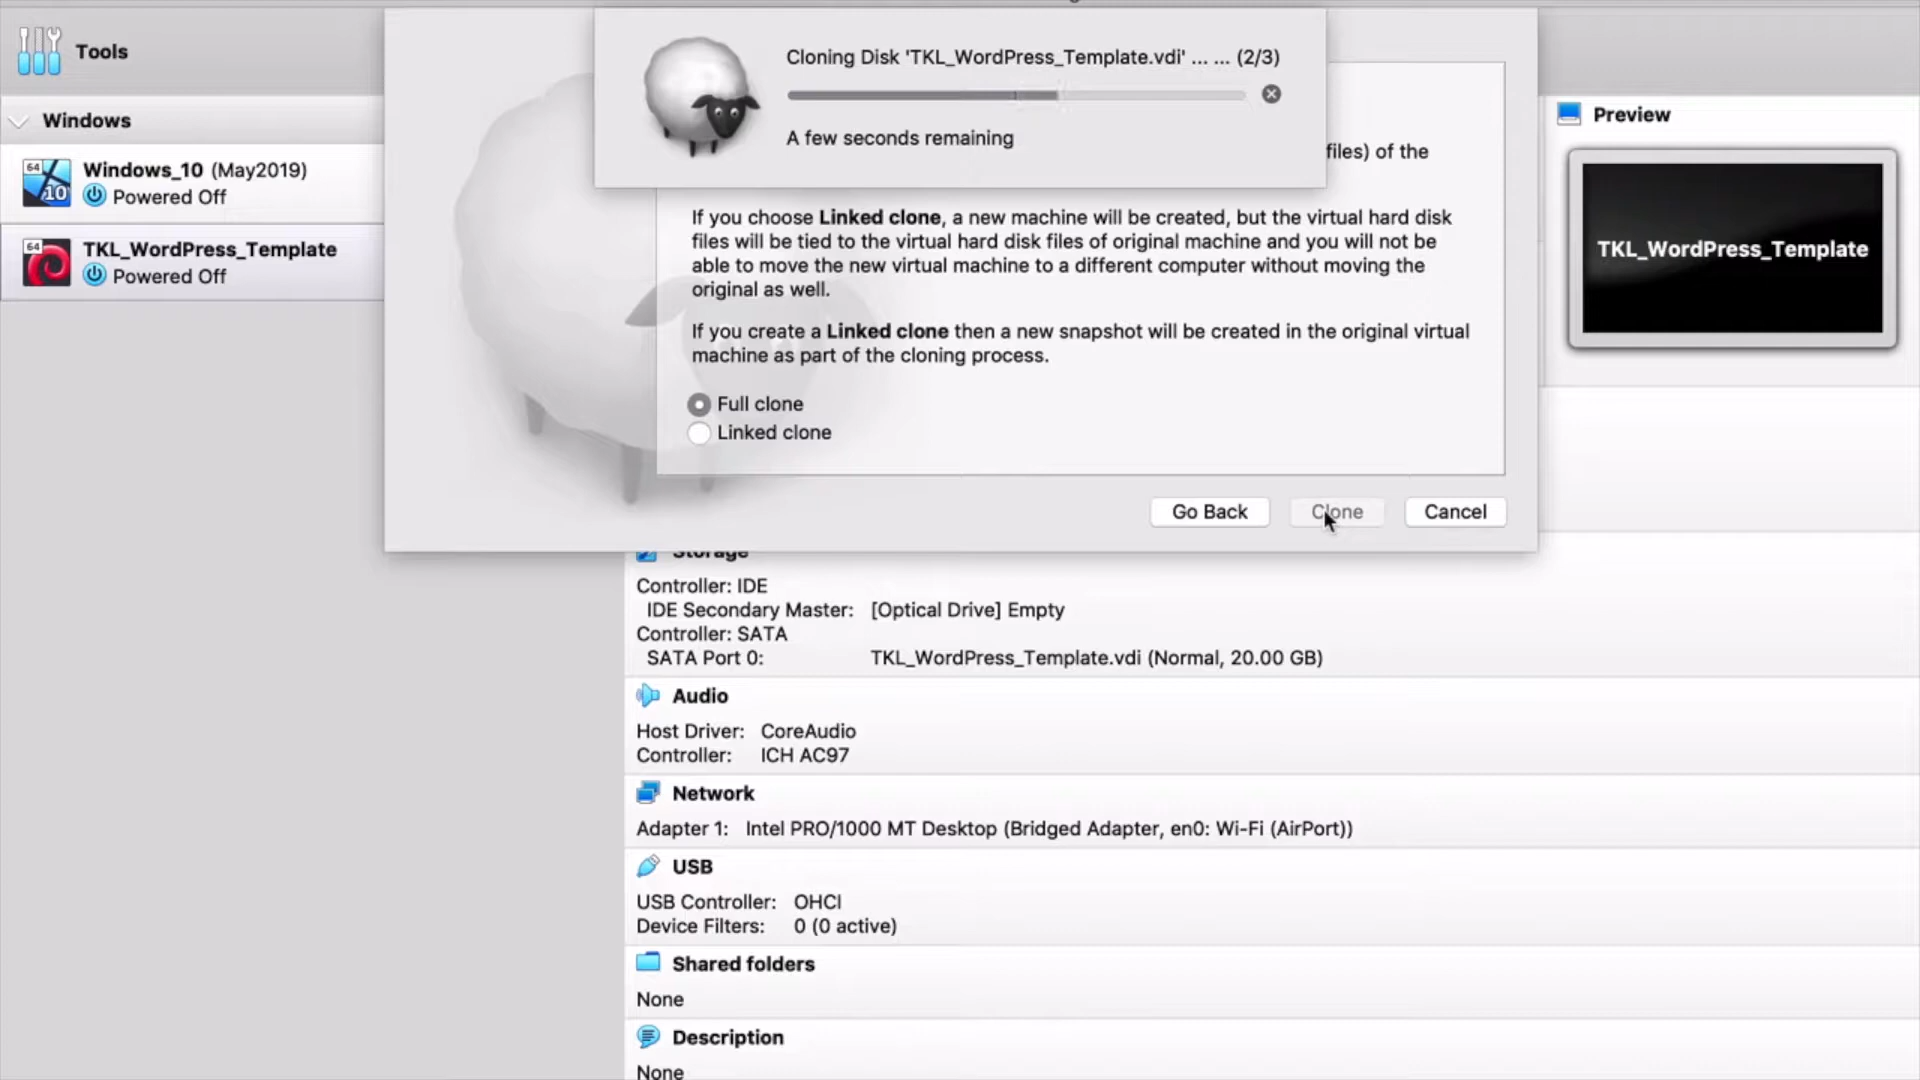 Tools
Windows
64
10
Windows_10 (May2019)
Powered Off
64
TKL_WordPress_Template
Powered Off
Cloning Disk 'TKL_WordPress_Template.vdi' ... ... (2/3)
A few seconds remaining
files) of the
If you choose Linked clone, a new machine will be created, but the virtual hard disk
files will be tied to the virtual hard disk files of original machine and you will not be
able to move the new virtual machine to a different computer without moving the
original as well.
If you create a Linked clone then a new snapshot will be created in the original virtual
machine as part of the cloning process.
Full clone
Linked clone
Go Back
Clone
Cancel
Preview
TKL_WordPress_Template
Storage
Controller: IDE
IDE Secondary Master: [Optical Drive] Empty
Controller: SATA
SATA Port 0: TKL_WordPress_Template.vdi (Normal, 20.00 GB)
Audio
Host Driver: CoreAudio
Controller: ICH AC97
Network
Adapter 1: Intel PRO/1000 MT Desktop (Bridged Adapter, en0: Wi-Fi (AirPort))
USB
USB Controller: OHCI
Device Filters: 0 (0 active)
Shared folders
None
Description
None